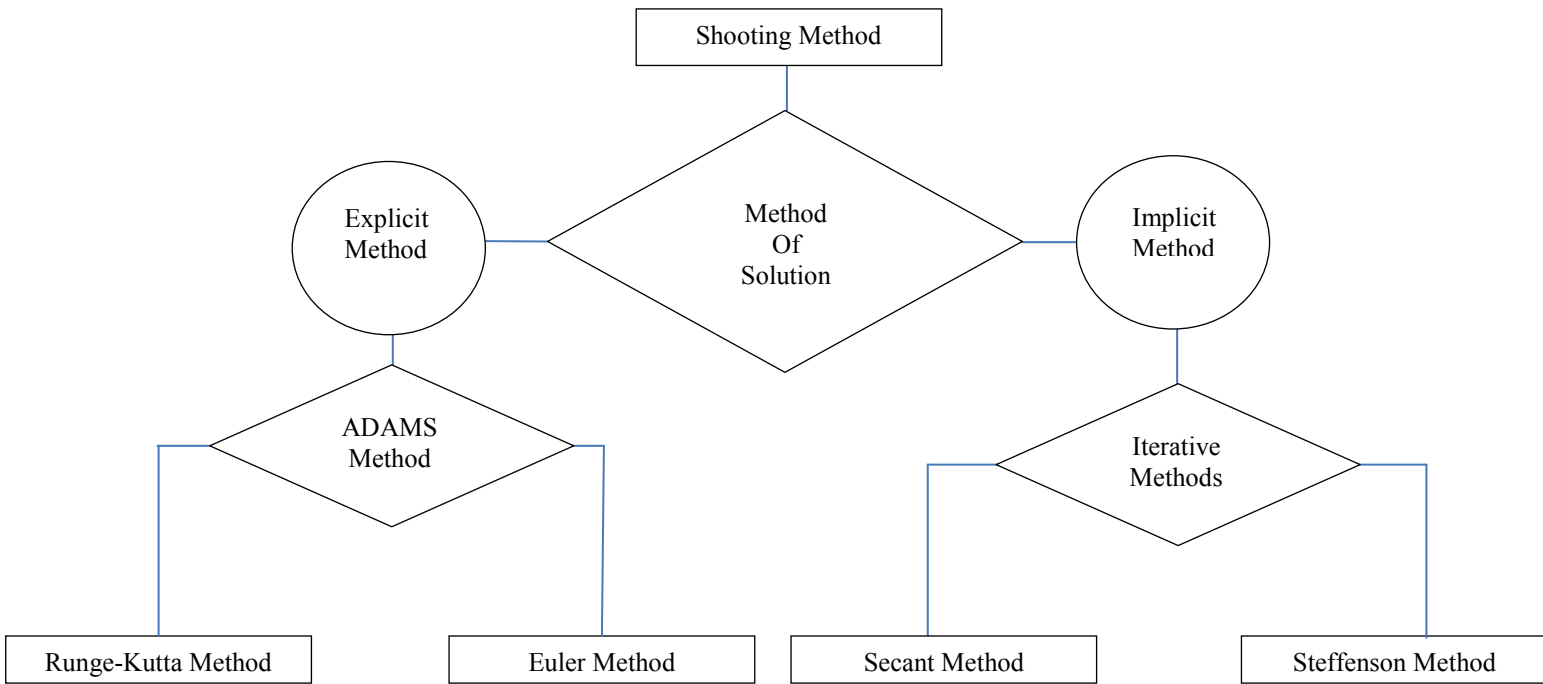 Shooting Method
Explicit
Method
Method
Of
Solution
Implicit
Method
ADAMS
Method
Iterative
Methods
Runge-Kutta Method
Euler Method
Secant Method
Steffenson Method